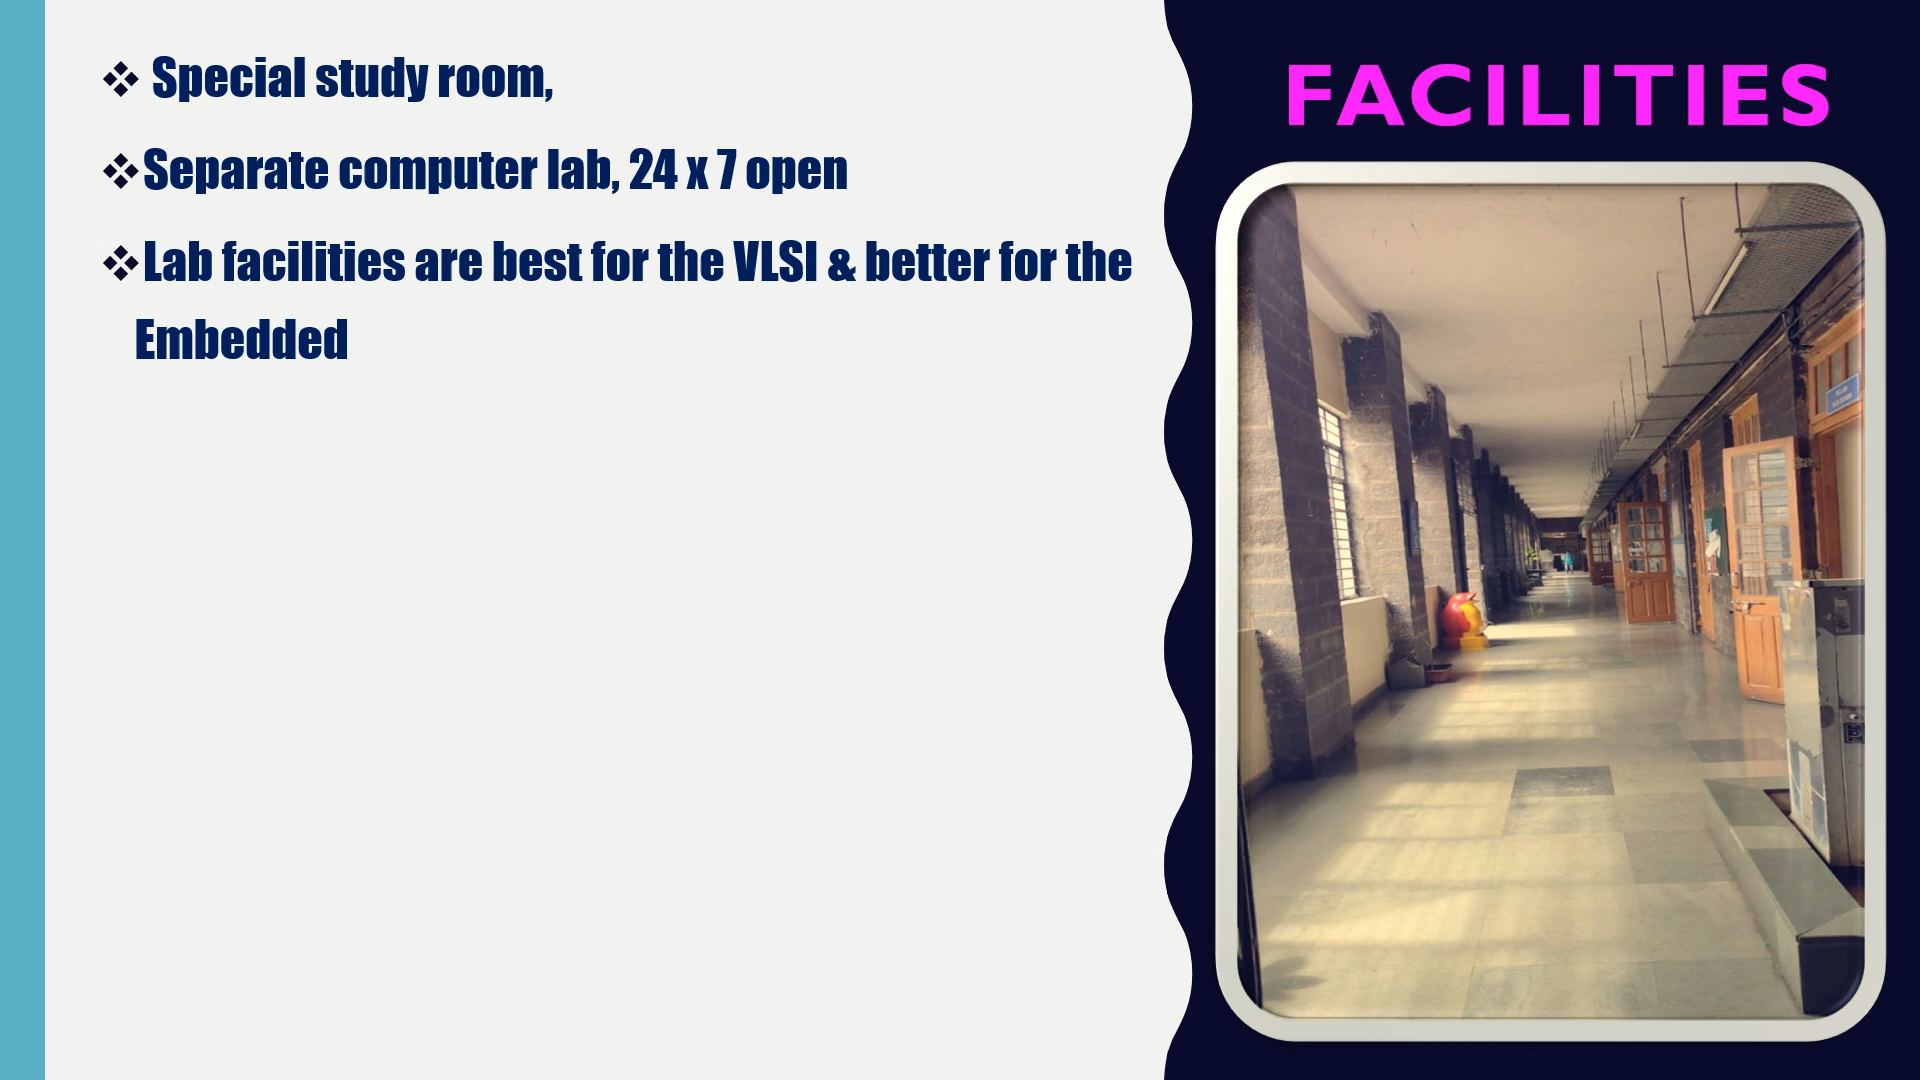 FACILITIES
❖ Special study room,
❖Separate computer lab, 24 x 7 open
❖Lab facilities are best for the VLSI & better for the
Embedded